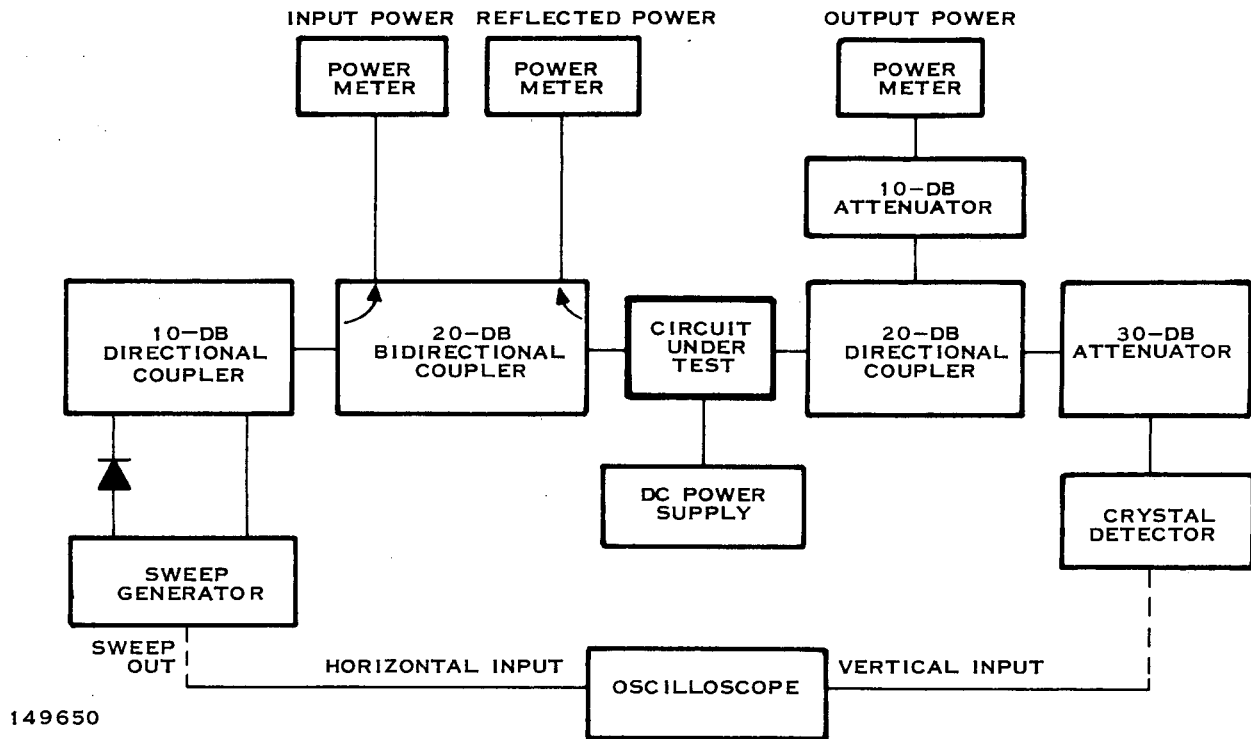 INPUT POWER
REFLECTED POWER
OUTPUT POWER
POWER
METER
POWER
METER
POWER
METER
10-DB
ATTENUATOR
10-DB
DIRECTIONAL
COUPLER
20-DB
BIDIRECTIONAL
COUPLER
CIRCUIT
UNDER
TEST
20-DB
DIRECTIONAL
COUPLER
30-DB
ATTENUATOR
DC POWER
SUPPLY
CRYSTAL
DETECTOR
SWEEP
GENERATOR
SWEEP
OUT
HORIZONTAL INPUT
OSCILLOSCOPE
VERTICAL INPUT
149650